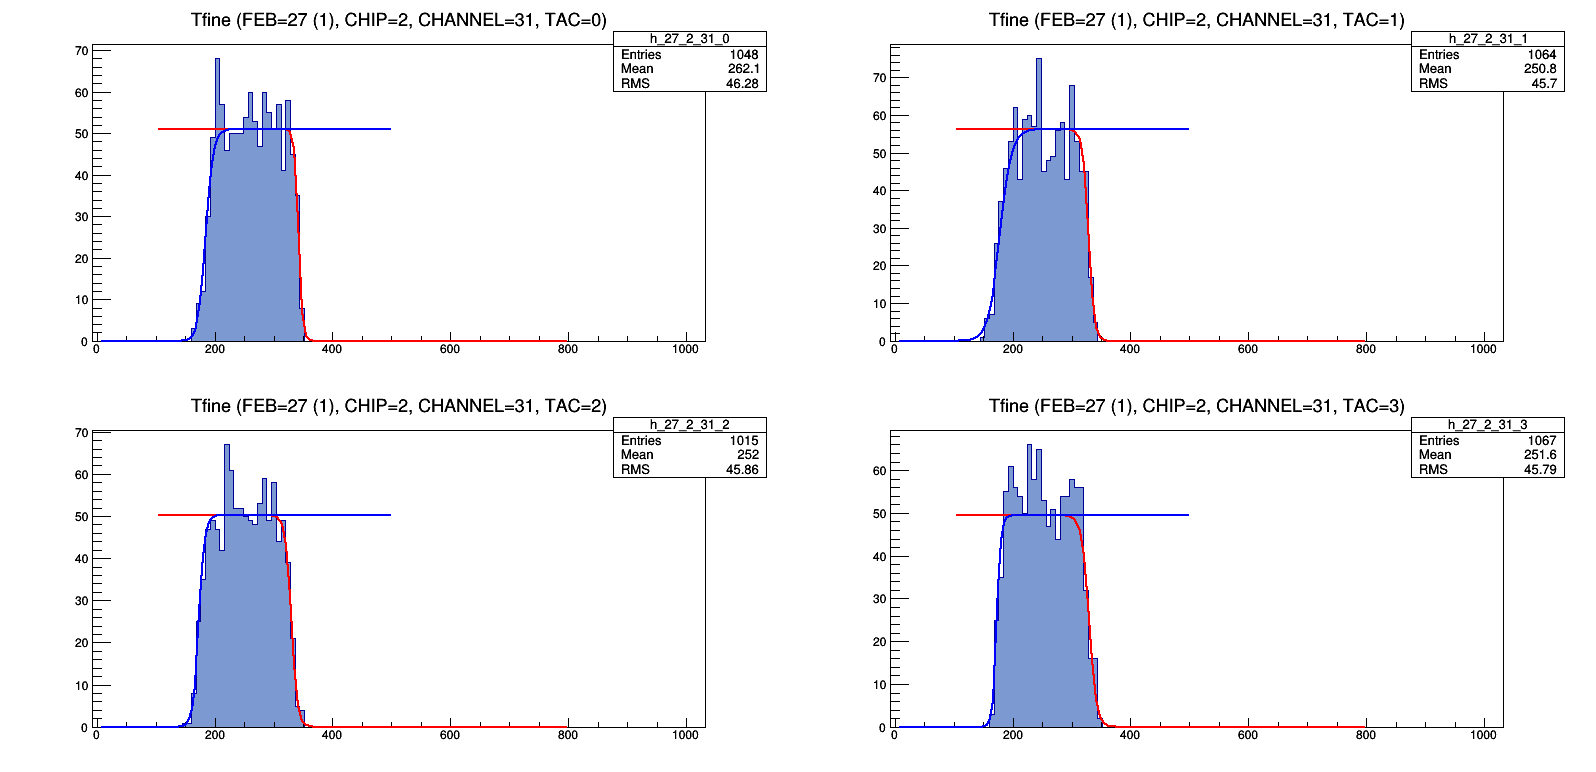 Tfine (FEB=27 (1), CHIP=2, CHANNEL=31, TAC=0)
h_27_2_31_0
Entries 1048
Mean 262.1
RMS 46.28
70
60
50
40
30
20
10
0
0 200 400 600 800 1000
Tfine (FEB=27 (1), CHIP=2, CHANNEL=31, TAC=1)
h_27_2_31_1
Entries 1064
Mean 250.8
RMS 45.7
70
60
50
40
30
20
10
0
0 200 400 600 800 1000
Tfine (FEB=27 (1), CHIP=2, CHANNEL=31, TAC=2)
h_27_2_31_2
Entries 1015
Mean 252
RMS 45.86
70
60
50
40
30
20
10
0
0 200 400 600 800 1000
Tfine (FEB=27 (1), CHIP=2, CHANNEL=31, TAC=3)
h_27_2_31_3
Entries 1067
Mean 251.6
RMS 45.79
60
50
40
30
20
10
0
0 200 400 600 800 1000